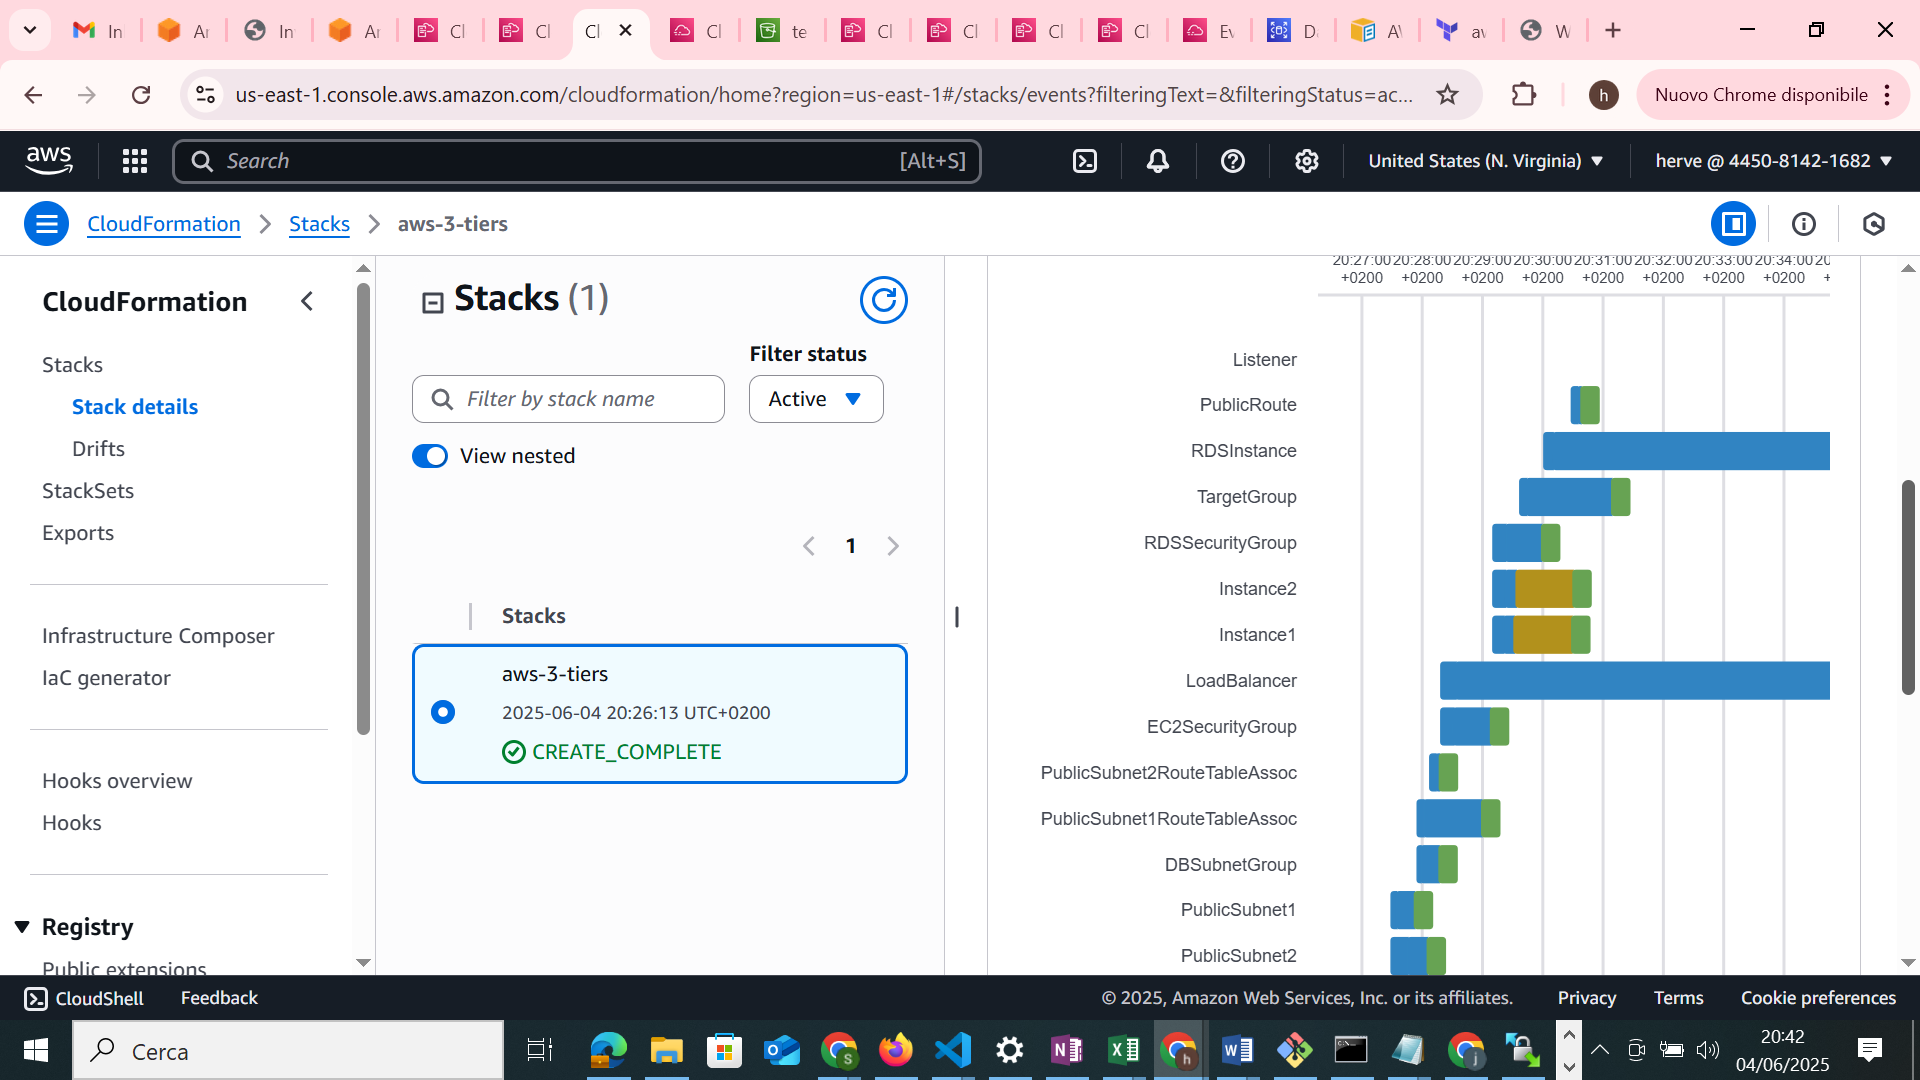 In
Ar
In
Ar
Cl
Cl
Cl
Cl
te
Cl
Cl
Cl
Cl
Ev
Da
A\
av
W
us-east-1.console.aws.amazon.com/cloudformation/home?region=us-east-1#/stacks/events?filteringText=&filteringStatus=ac...
h
Nuovo Chrome disponibile
aws
Search
[Alt+S]
United States (N. Virginia)
herve @ 4450-8142-1682
CloudFormation
Stacks
aws-3-tiers
CloudFormation
Stacks
Stack details
Drifts
StackSets
Exports
Infrastructure Composer
IaC generator
Hooks overview
Hooks
Registry
Public extensions
Stacks (1)
Filter status
Filter by stack name
Active
View nested
1
Stacks
aws-3-tiers
2025-06-04 20:26:13 UTC+0200
CREATE_COMPLETE
20:27:00 20:28:00 20:29:00 20:30:00 20:31:00 20:32:00 20:33:00 20:34:00 20
+0200 +0200 +0200 +0200 +0200 +0200 +0200 +0200 +
Listener
PublicRoute
RDSInstance
TargetGroup
RDSSecurityGroup
Instance2
Instance1
LoadBalancer
EC2SecurityGroup
PublicSubnet2RouteTableAssoc
PublicSubnet1RouteTableAssoc
DBSubnetGroup
PublicSubnet1
PublicSubnet2
CloudShell
Feedback
© 2025, Amazon Web Services, Inc. or its affiliates.
Privacy
Terms
Cookie preferences
Cerca
20:42
04/06/2025